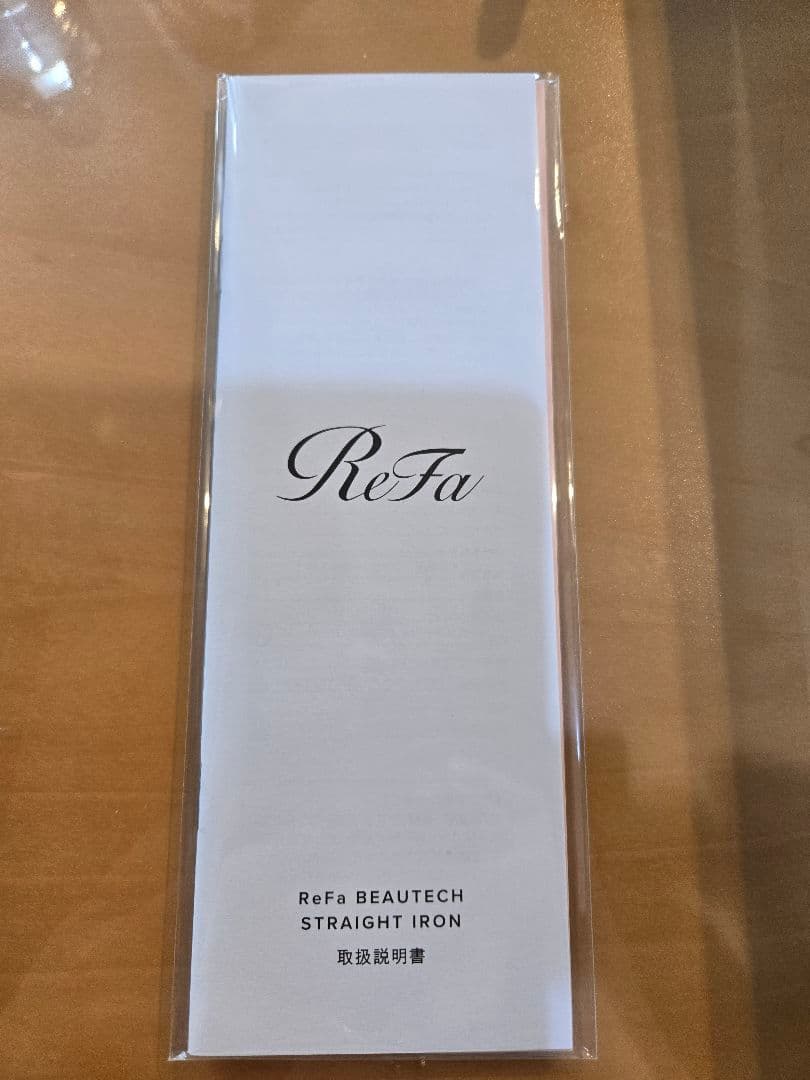 ReFa
ReFa BEAUTECH
STRAIGHT IRON
取扱説明書